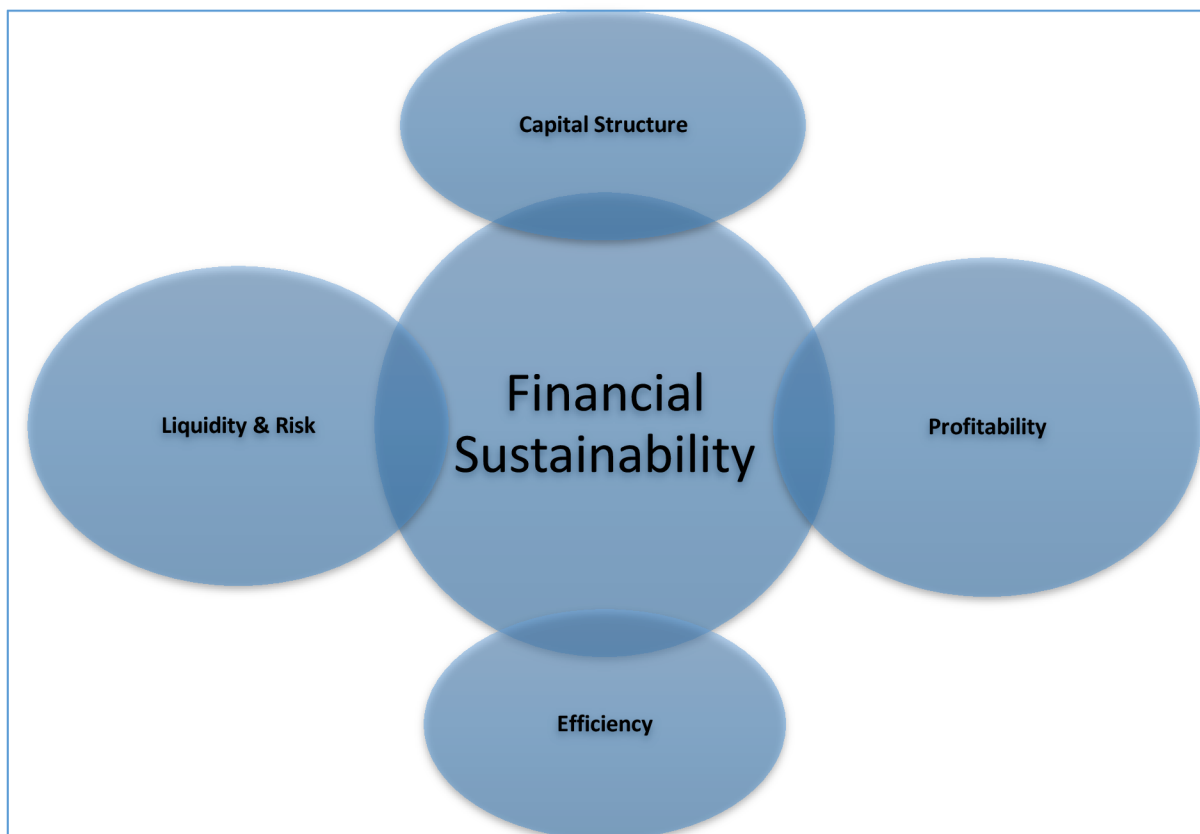 Capital Structure
Liquidity & Risk
Financial
Sustainability
Profitability
Efficiency